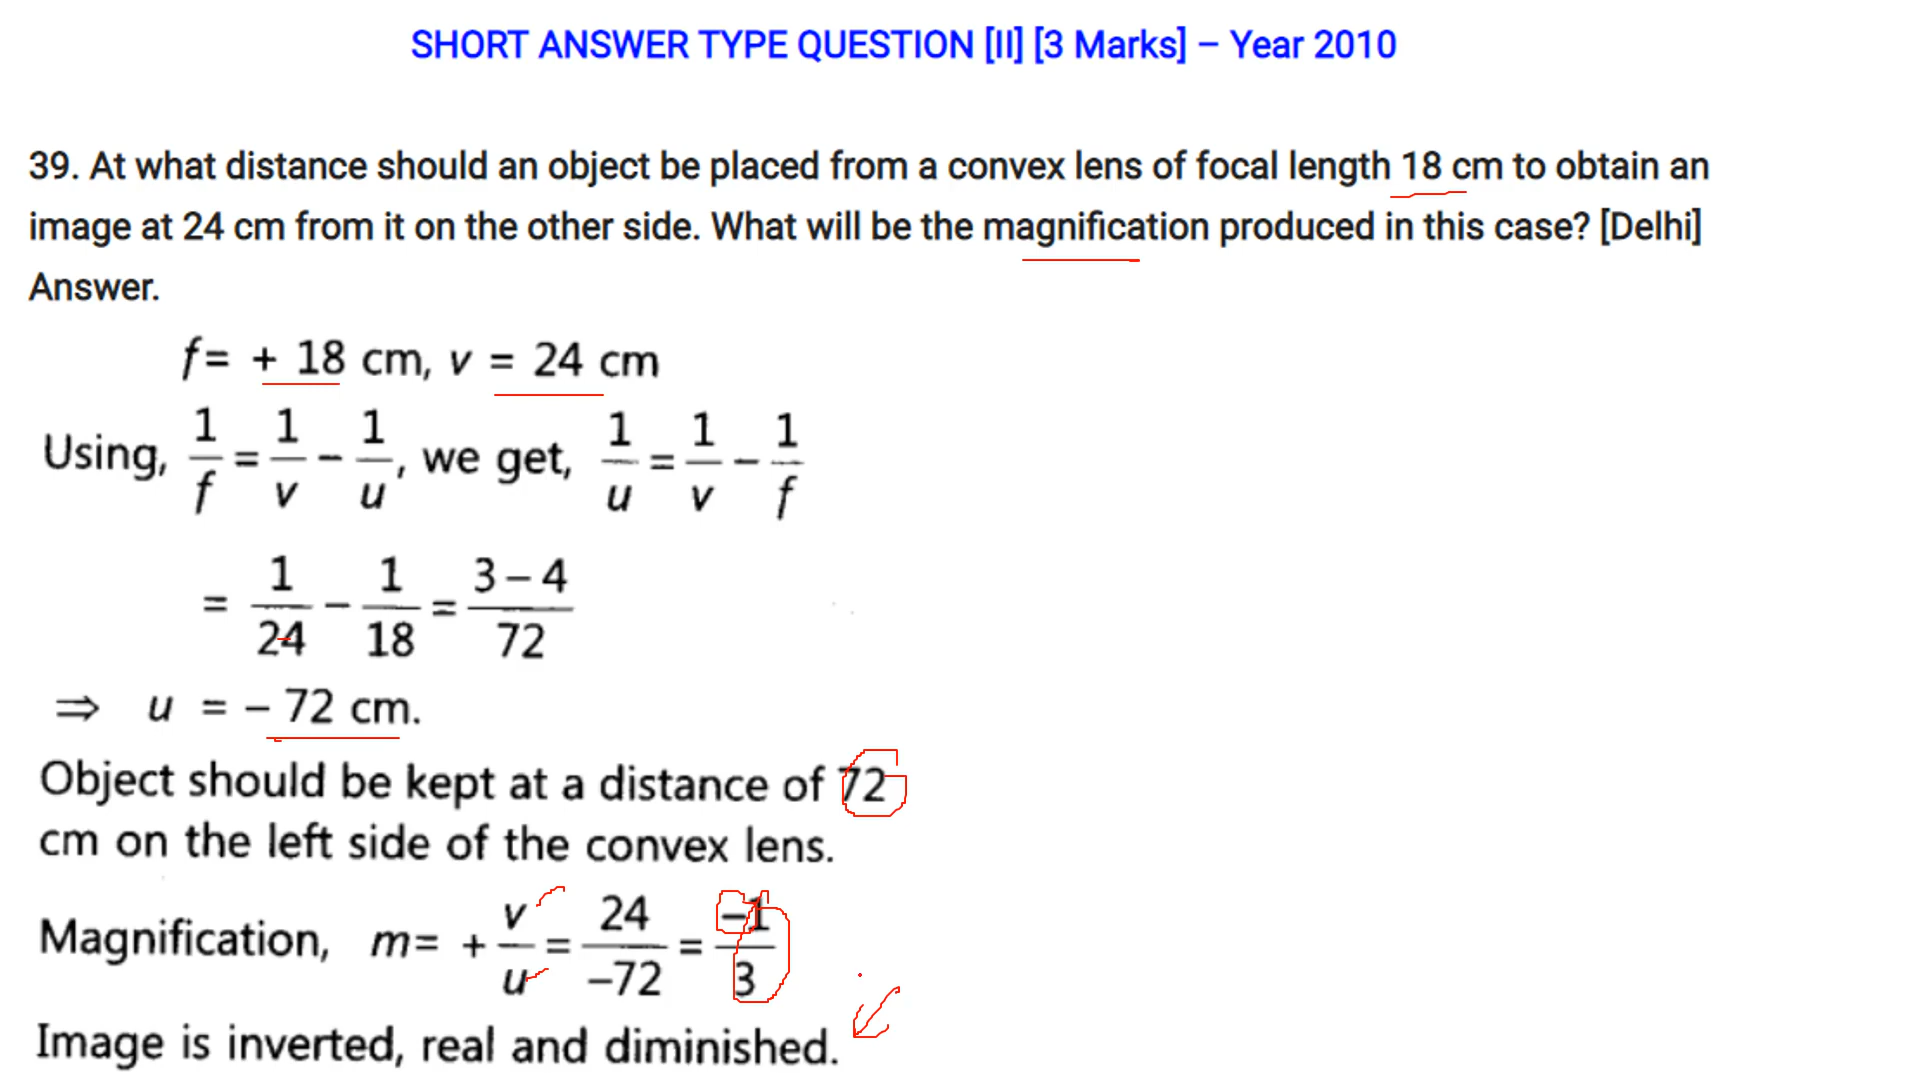 SHORT ANSWER TYPE QUESTION [II] [3 Marks] – Year 2010
39. At what distance should an object be placed from a convex lens of focal length 18 cm to obtain an
image at 24 cm from it on the other side. What will be the magnification produced in this case? [Delhi]
Answer.
f = + 18 cm, v = 24 cm
Using, 1/f = 1/v – 1/u, we get, 1/u = 1/v – 1/f
= 1/24 – 1/18 = 3 – 4/72
⇒ u = – 72 cm.
Object should be kept at a distance of 72
cm on the left side of the convex lens.
Magnification, m = + v/u = 24/–72 = –1/3
Image is inverted, real and diminished.